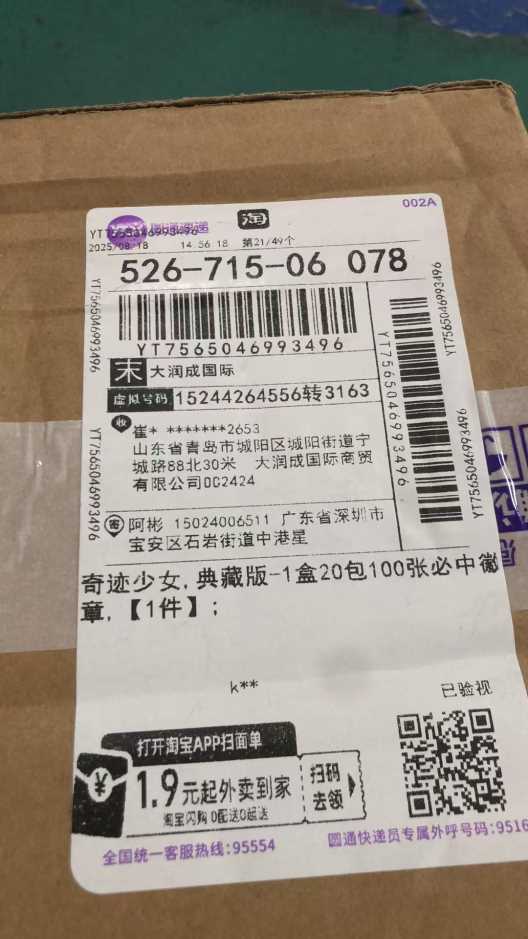 002A
淘
YT7565046993496
2025/08/18 14:56:18 第21/49个
526-715-06 078
YT7565046993496
YT7565046993496
YT7565046993496
YT7565046993496
YT7565046993496
YT7565046993496
YT7565046993496
末 大润成国际
虚拟号码 15244264556转3163
收 崔* *******2653
山东省青岛市城阳区城阳街道宁
城路88北30米 大润成国际商贸
有限公司002424
寄 阿彬 15024006511 广东省深圳市
宝安区石岩街道中港星
奇迹少女,典藏版-1盒20包100张必中徽
章,【1件】;
k**
已验视
打开淘宝APP扫面单
¥
1.9元起外卖到家
淘宝闪购 0配送0起送
扫码
去领
全国统一客服热线:95554
圆通快递员专属外呼号码:9516